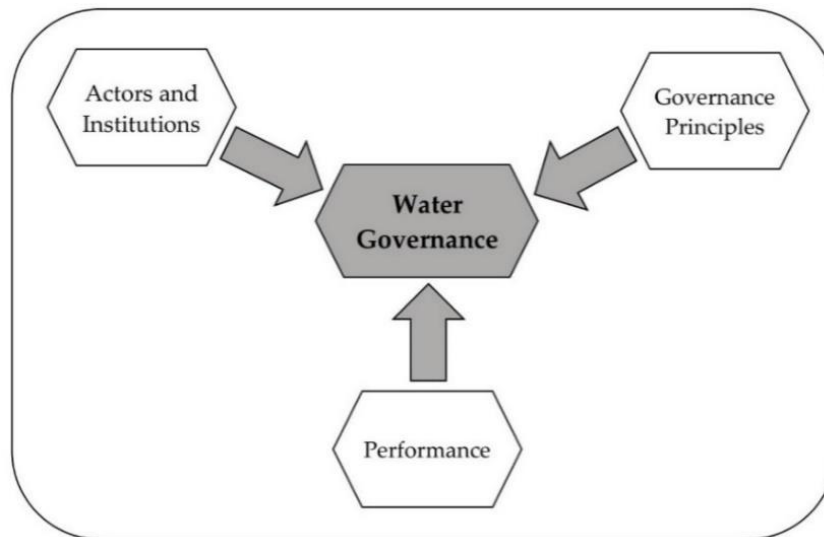 Actors and
Institutions
Governance
Principles
Water
Governance
Performance